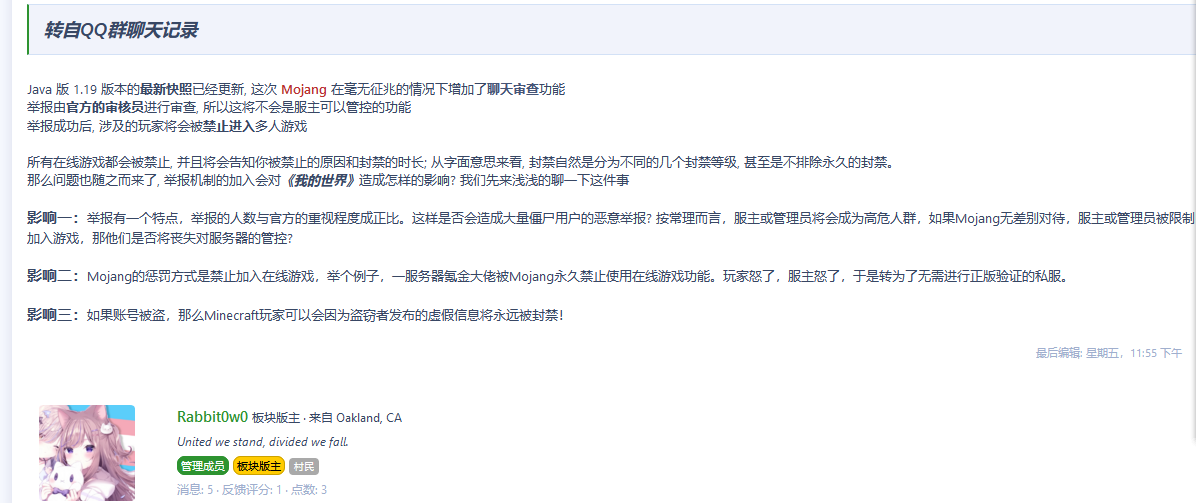 转自QQ群聊天记录
Java 版 1.19 版本的最新快照已经更新, 这次 Mojang 在毫无征兆的情况下增加了聊天审查功能
举报由官方的审核员进行审查, 所以这将不会是服主可以管控的功能
举报成功后, 涉及的玩家将会被禁止进入多人游戏
所有在线游戏都会被禁止, 并且将会告知你被禁止的原因和封禁的时长; 从字面意思来看, 封禁自然是分为不同的几个封禁等级, 甚至是不排除永久的封禁。
那么问题也随之而来了, 举报机制的加入会对《我的世界》造成怎样的影响? 我们先来浅浅的聊一下这件事
影响一：举报有一个特点，举报的人数与官方的重视程度成正比。这样是否会造成大量僵尸用户的恶意举报? 按常理而言，服主或管理员将会成为高危人群，如果Mojang无差别对待，服主或管理员被限制
加入游戏，那他们是否将丧失对服务器的管控?
影响二：Mojang的惩罚方式是禁止加入在线游戏，举个例子，一服务器氪金大佬被Mojang永久禁止使用在线游戏功能。玩家怒了，服主怒了，于是转为了无需进行正版验证的私服。
影响三：如果账号被盗，那么Minecraft玩家可以会因为盗窃者发布的虚假信息将永远被封禁!
最后编辑: 星期五，11:55 下午
Rabbit0w0 板块版主 · 来自 Oakland, CA
United we stand, divided we fall.
管理成员 板块版主 村民
消息: 5 · 反馈评分: 1 · 点数: 3